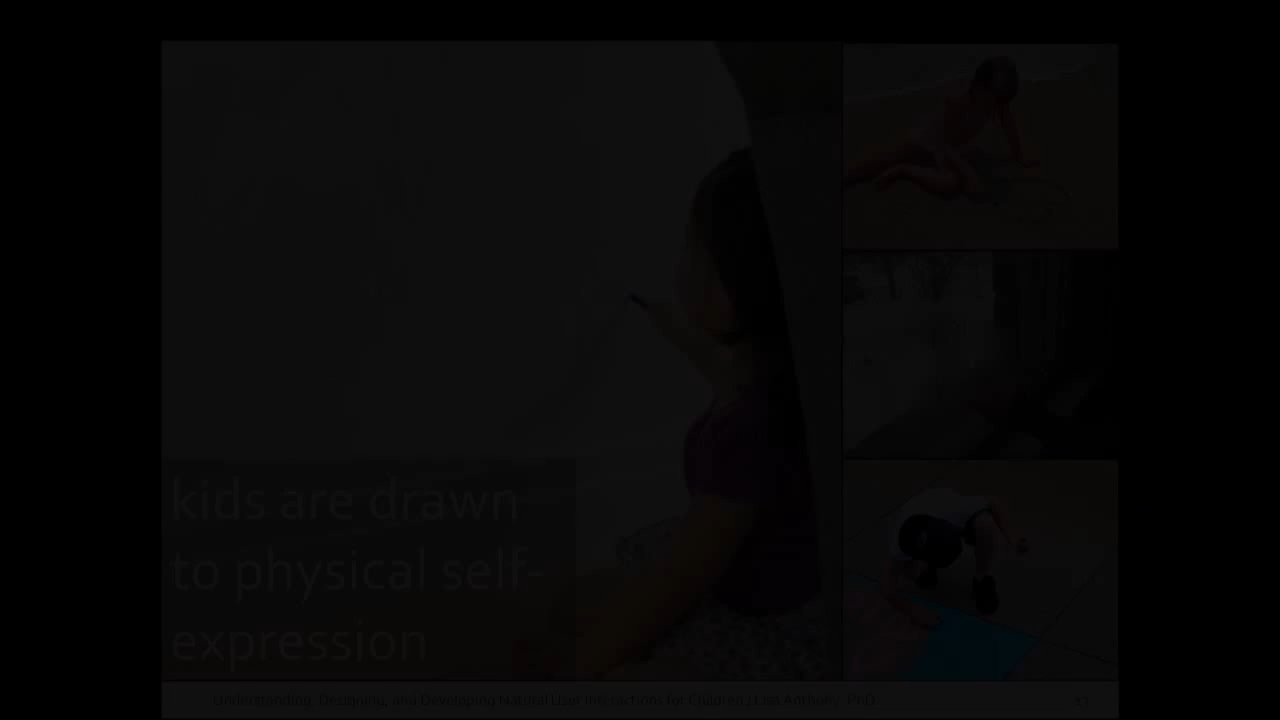 kids are drawn
to physical self-
expression
Understanding, Designing, and Developing Natural User Interactions for Children / Lisa Anthony, PhD